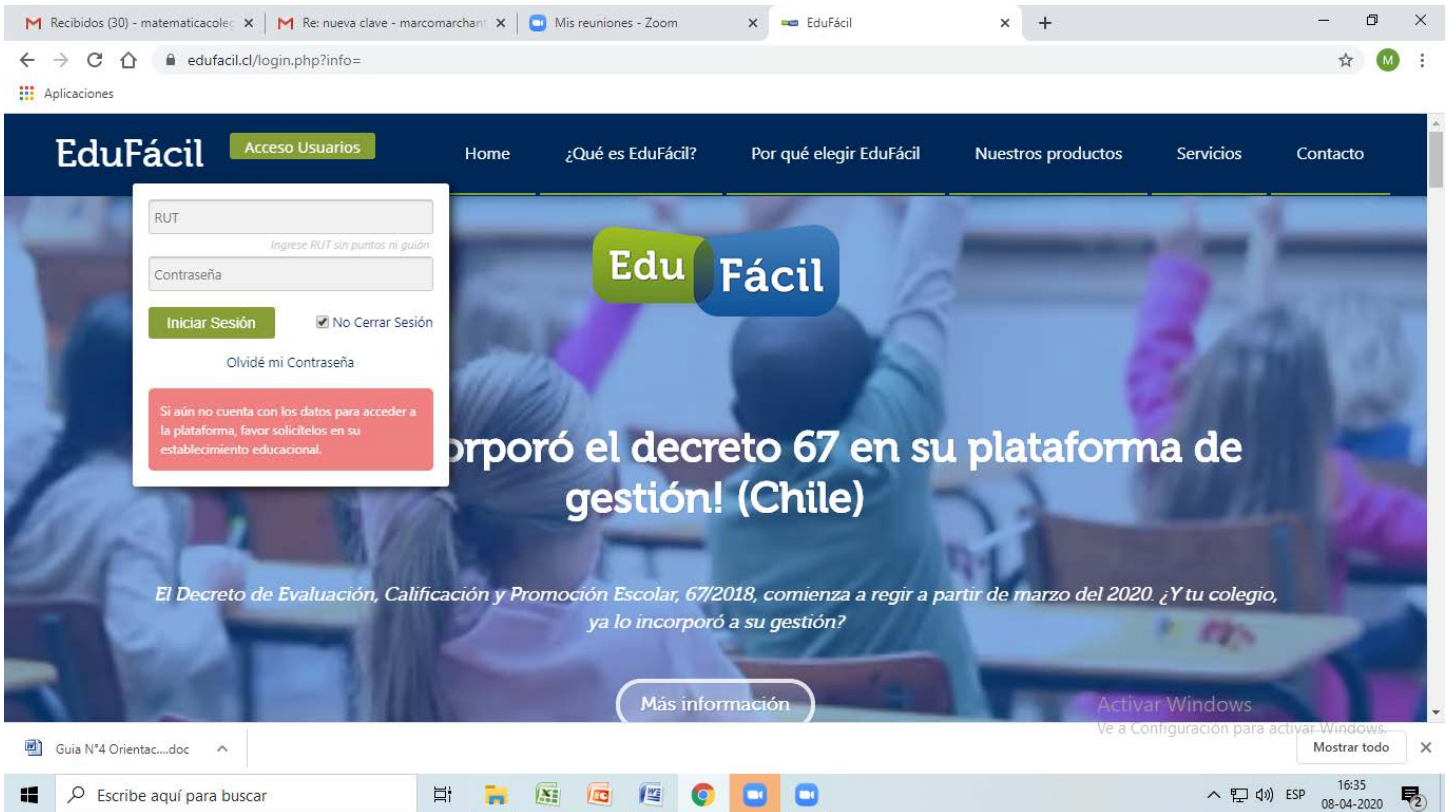 Recibidos (30) - matematicacoleg
Re: nueva clave - marcomarchant
Mis reuniones - Zoom
EduFácil
edufacil.cl/login.php?info=
M
Aplicaciones
EduFácil
Acceso Usuarios
Home
¿Qué es EduFácil?
Por qué elegir EduFácil
Nuestros productos
Servicios
Contacto
RUT
Ingrese RUT sin puntos ni guión
Contraseña
Iniciar Sesión
No Cerrar Sesión
Olvidé mi Contraseña
Si aún no cuenta con los datos para acceder a
la plataforma, favor solicítelos en su
establecimiento educacional.
Edu Fácil
orporó el decreto 67 en su plataforma de
gestión! (Chile)
El Decreto de Evaluación, Calificación y Promoción Escolar, 67/2018, comienza a regir a partir de marzo del 2020. ¿Y tu colegio,
ya lo incorporó a su gestión?
Más información
Activar Windows
Ve a Configuración para activar Windows.
Guia N°4 Orientac....doc
Mostrar todo
Escribe aquí para buscar
ESP
16:35
08-04-2020
2